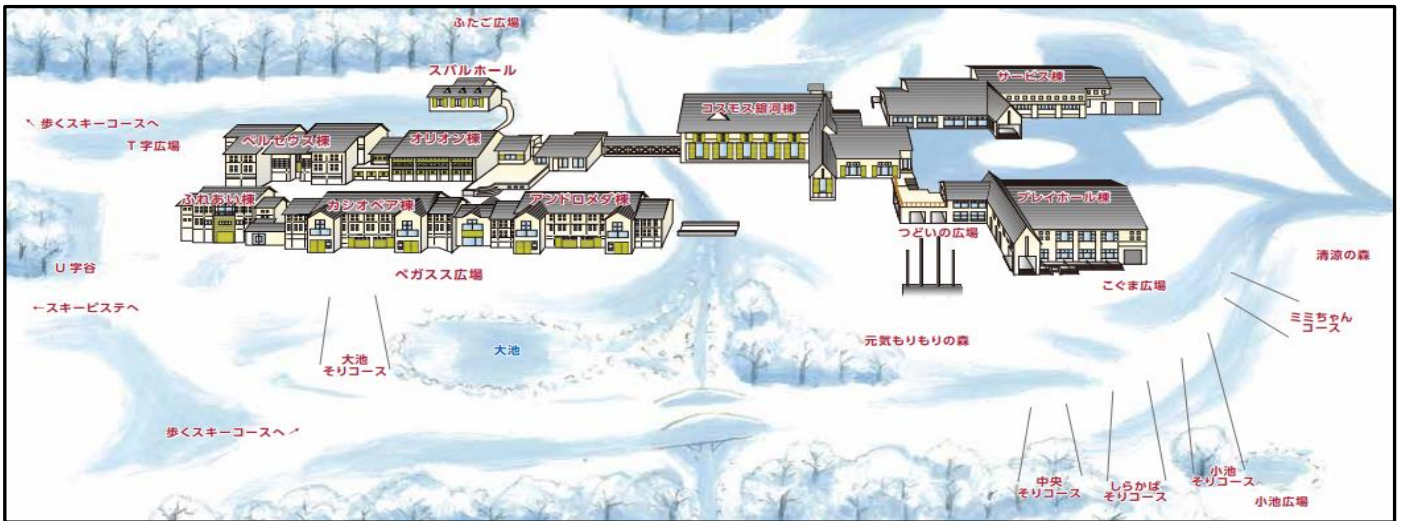 ふたご広場
スバルホール
サービス棟
コスモス銀河棟
↖ 歩くスキーコースへ
T字広場
ペルセウス棟
オリオン棟
ふれあい棟
カシオペア棟
アンドロメダ棟
プレイホール棟
つどいの広場
U字谷
ペガスス広場
こぐま広場
清涼の森
←スキービステへ
ミミちゃん
コース
大池
そりコース
大池
元気もりもりの森
歩くスキーコースへ↗
中央
そりコース
しらかば
そりコース
小池
そりコース
小池広場